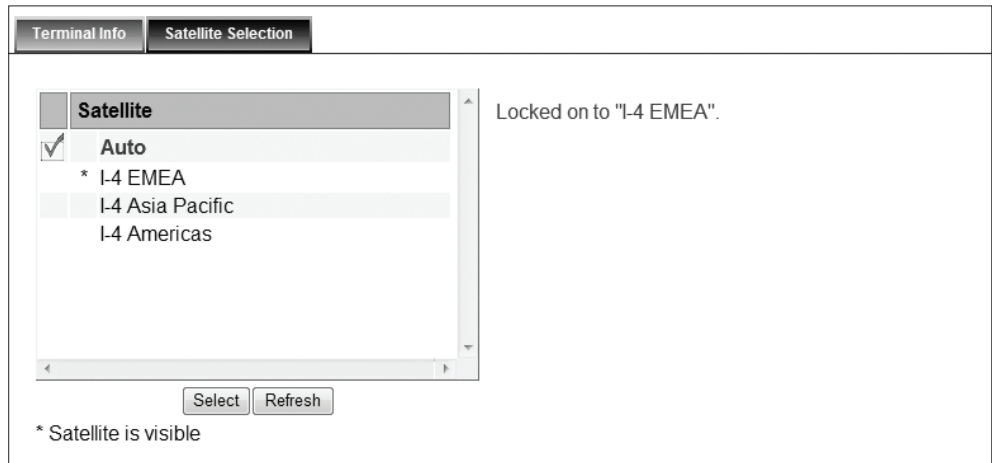 Terminal Info Satellite Selection
Satellite
Locked on to "I-4 EMEA".
Auto
* I-4 EMEA
I-4 Asia Pacific
I-4 Americas
Select Refresh
* Satellite is visible